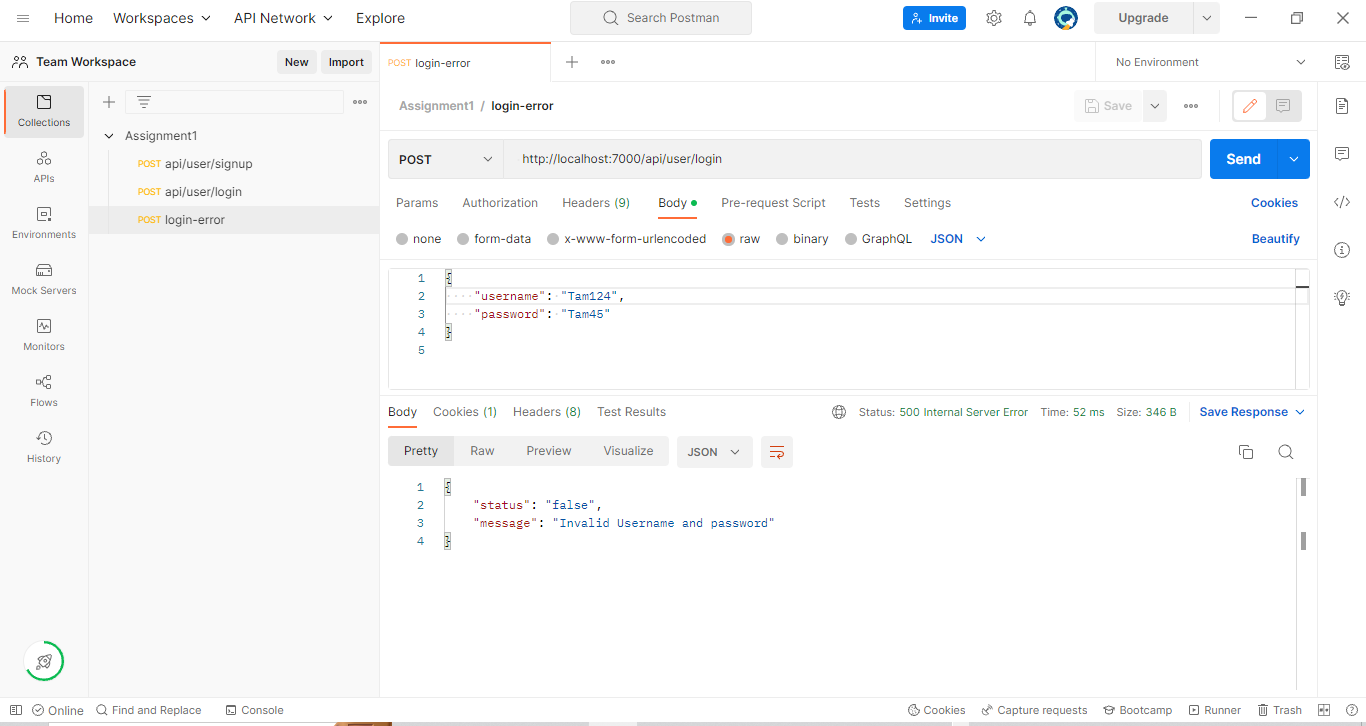 Home Workspaces API Network Explore Search Postman Invite Upgrade
Team Workspace New Import POST login-error No Environment
Assignment1 / login-error Save
Collections
APIs
Environments
Mock Servers
Monitors
Flows
History
Assignment1
POST api/user/signup
POST api/user/login
POST login-error
POST http://localhost:7000/api/user/login Send
Params Authorization Headers (9) Body Pre-request Script Tests Settings Cookies
none form-data x-www-form-urlencoded raw binary GraphQL JSON Beautify
1 {
2 "username": "Tam124",
3 "password": "Tam45"
4 }
5
Body Cookies (1) Headers (8) Test Results Status: 500 Internal Server Error Time: 52 ms Size: 346 B Save Response
Pretty Raw Preview Visualize JSON
1 {
2 "status": "false",
3 "message": "Invalid Username and password"
4 }
Online Find and Replace Console Cookies Capture requests Bootcamp Runner Trash